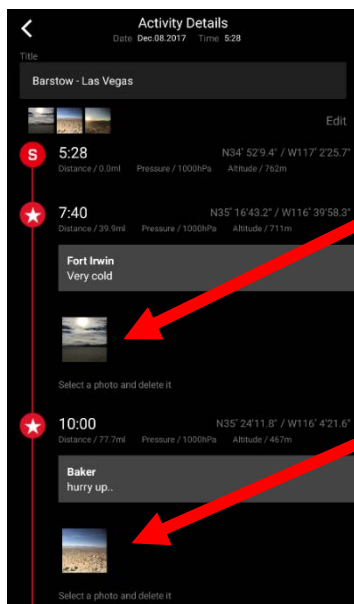 Activity Details
Date Dec.08.2017 Time 5:28
Title
Barstow - Las Vegas
Edit
S 5:28 N34° 52'9.4" / W117° 2'25.7"
Distance / 0.0ml Pressure / 1000hPa Altitude / 762m
7:40 N35° 16'43.2" / W116° 39'58.3"
Distance / 39.9ml Pressure / 1000hPa Altitude / 711m
Fort Irwin
Very cold
Select a photo and delete it
10:00 N35° 24'11.8" / W116° 4'21.6"
Distance / 77.7ml Pressure / 1000hPa Altitude / 467m
Baker
hurry up..
Select a photo and delete it